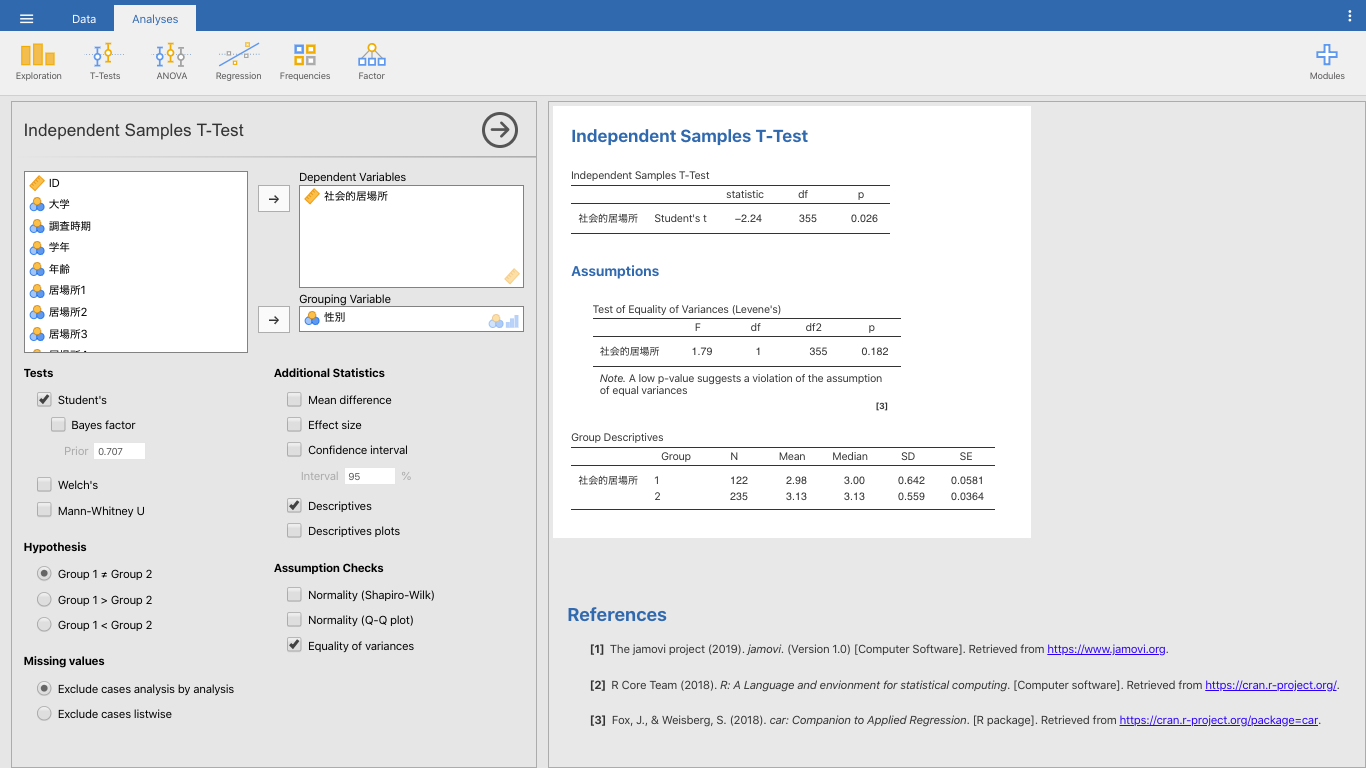 Data Analyses
Exploration T-Tests ANOVA Regression Frequencies Factor Modules
Independent Samples T-Test
ID
大学
調査時期
学年
年齢
居場所1
居場所2
居場所3
Dependent Variables
社会的居場所
Grouping Variable
性別
Tests
Student's
Bayes factor
Prior 0.707
Welch's
Mann-Whitney U
Hypothesis
Group 1 ≠ Group 2
Group 1 > Group 2
Group 1 < Group 2
Missing values
Exclude cases analysis by analysis
Exclude cases listwise
Additional Statistics
Mean difference
Effect size
Confidence interval
Interval 95 %
Descriptives
Descriptives plots
Assumption Checks
Normality (Shapiro-Wilk)
Normality (Q-Q plot)
Equality of variances
Independent Samples T-Test
Independent Samples T-Test
statistic df p
社会的居場所 Student's t −2.24 355 0.026
Assumptions
Test of Equality of Variances (Levene's)
F df df2 p
社会的居場所 1.79 1 355 0.182
Note. A low p-value suggests a violation of the assumption
of equal variances
[3]
Group Descriptives
Group N Mean Median SD SE
社会的居場所 1 122 2.98 3.00 0.642 0.0581
2 235 3.13 3.13 0.559 0.0364
References
[1] The jamovi project (2019). jamovi. (Version 1.0) [Computer Software]. Retrieved from https://www.jamovi.org.
[2] R Core Team (2018). R: A Language and envionment for statistical computing. [Computer software]. Retrieved from https://cran.r-project.org/.
[3] Fox, J., & Weisberg, S. (2018). car: Companion to Applied Regression. [R package]. Retrieved from https://cran.r-project.org/package=car.